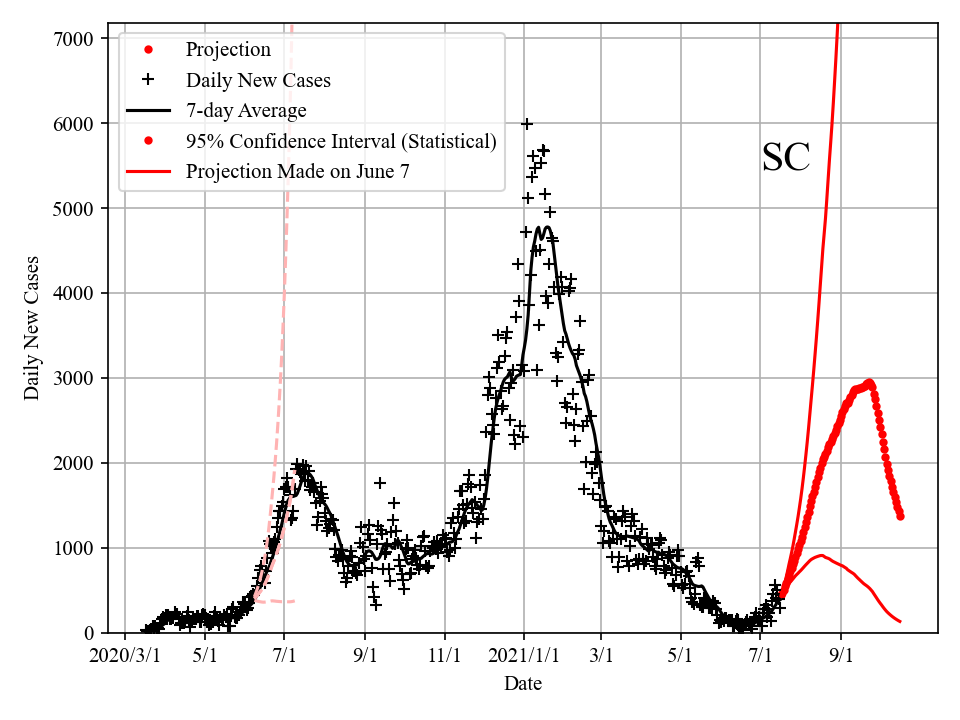 7000
6000
5000
4000
3000
2000
1000
0
Daily New Cases
Projection
Daily New Cases
7-day Average
95% Confidence Interval (Statistical)
Projection Made on June 7
SC
2020/3/1 5/1 7/1 9/1 11/1 2021/1/1 3/1 5/1 7/1 9/1
Date